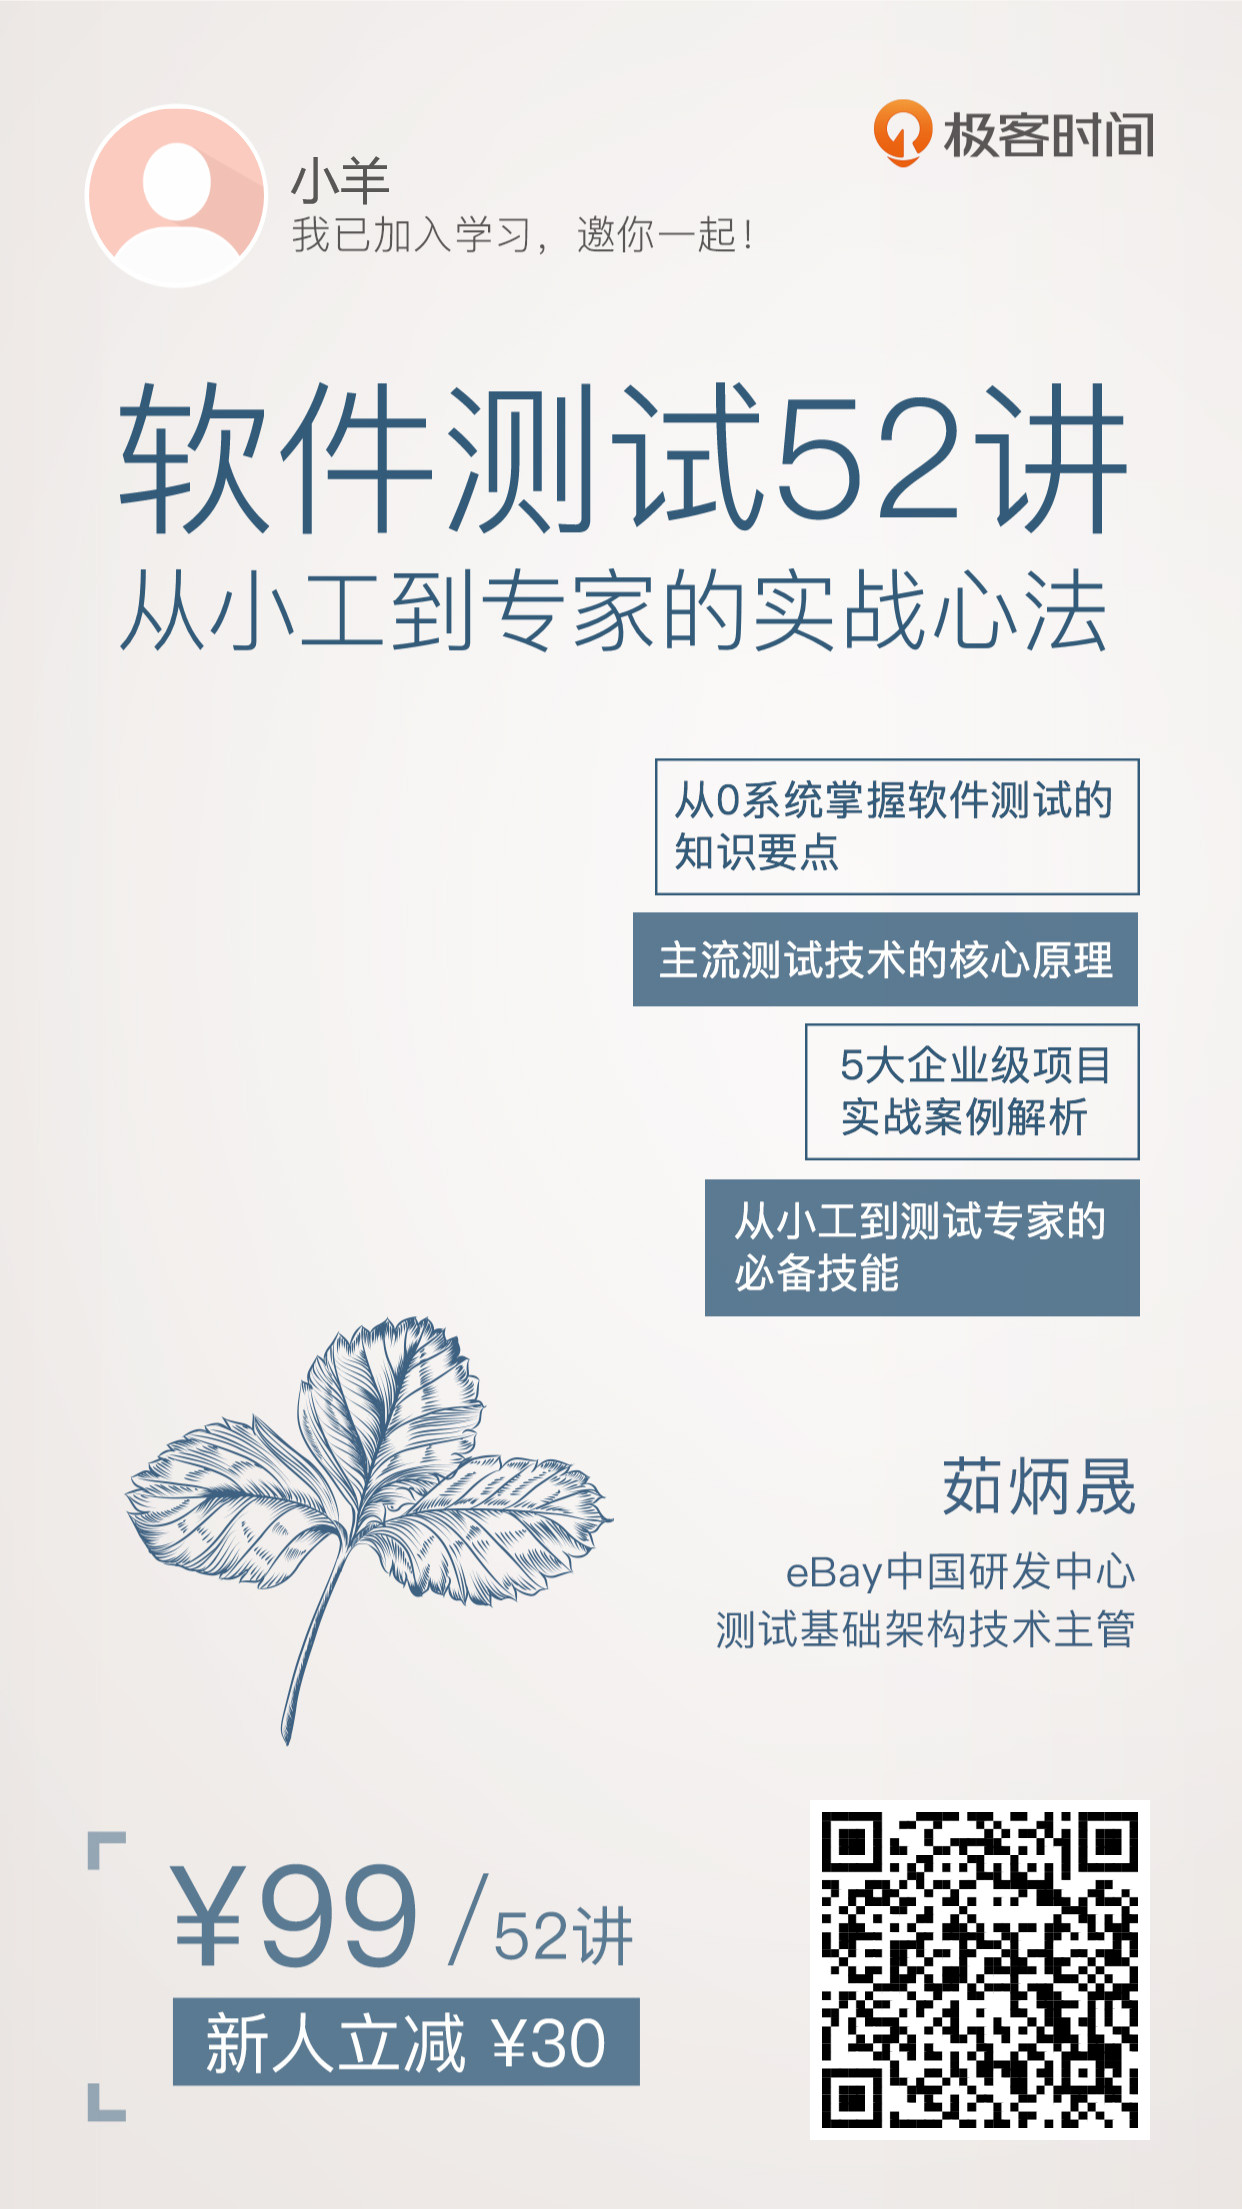 极客时间
小羊
我已加入学习，邀你一起！
软件测试52讲
从小工到专家的实战心法
从0系统掌握软件测试的
知识要点
主流测试技术的核心原理
5大企业级项目
实战案例解析
从小工到测试专家的
必备技能
茹炳晟
eBay中国研发中心
测试基础架构技术主管
¥99/52讲
新人立减 ¥30